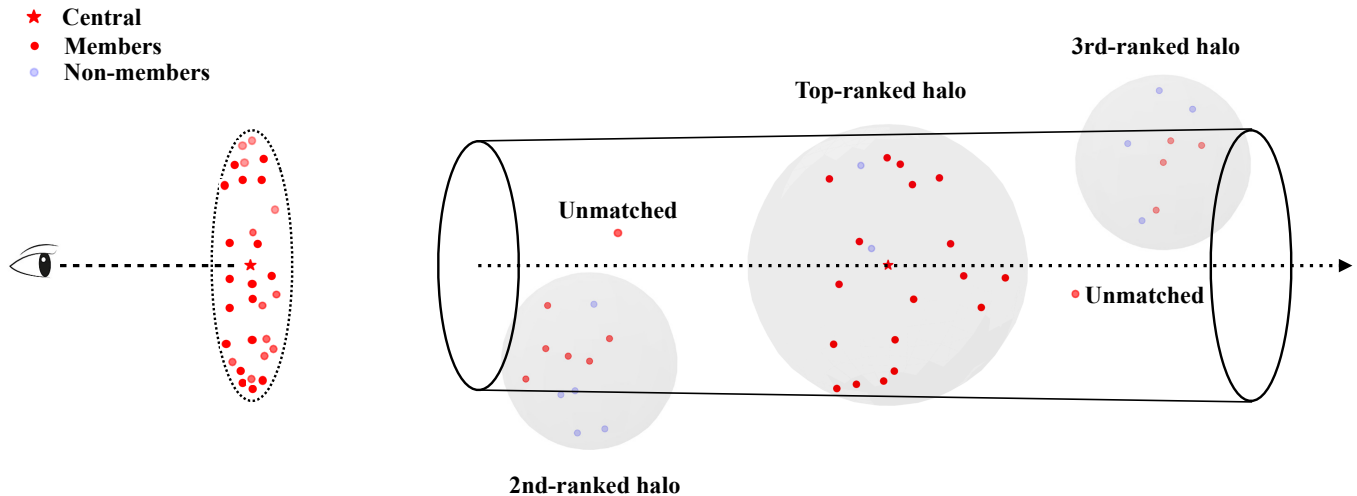 Central
Members
Non-members
3rd-ranked halo
Top-ranked halo
Unmatched
Unmatched
2nd-ranked halo